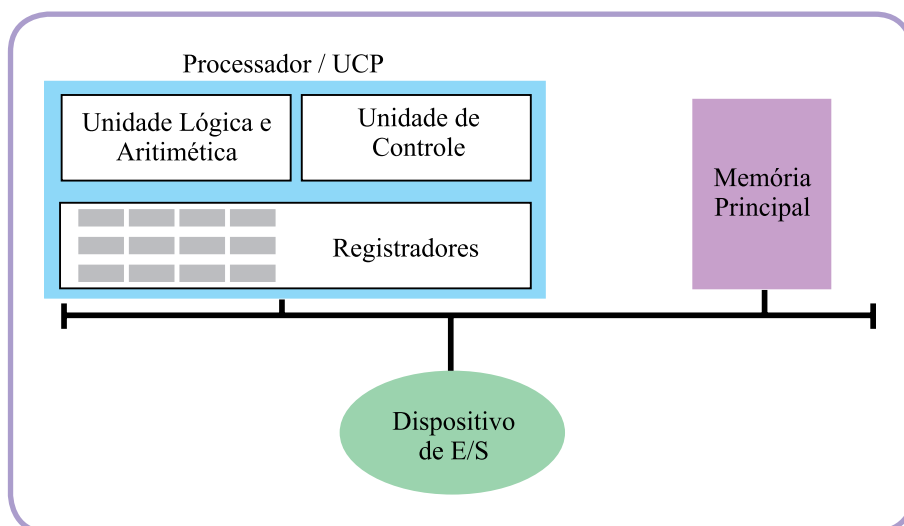 Processador / UCP
Unidade Lógica e
Aritimética
Unidade de
Controle
Registradores
Memória
Principal
Dispositivo
de E/S